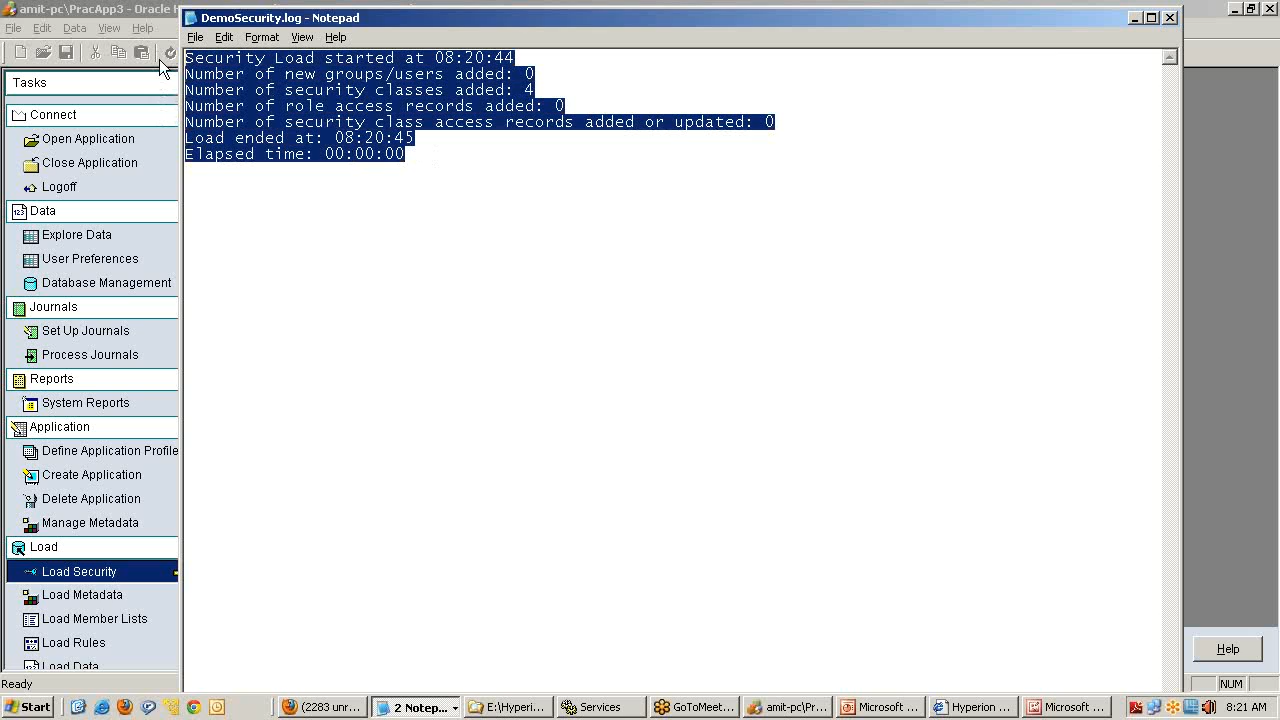 amit-pc\PracApp3 - Oracle H
DemoSecurity.log - Notepad
File Edit Data View Help
File Edit Format View Help
Tasks
Connect
Open Application
Close Application
Logoff
Data
Explore Data
User Preferences
Database Management
Journals
Set Up Journals
Process Journals
Reports
System Reports
Application
Define Application Profile
Create Application
Delete Application
Manage Metadata
Load
Load Security
Load Metadata
Load Member Lists
Load Rules
Load Data
Ready
Security Load started at 08:20:44
Number of new groups/users added: 0
Number of security classes added: 4
Number of role access records added: 0
Number of security class access records added or updated: 0
Load ended at: 08:20:45
Elapsed time: 00:00:00
Help
NUM
Start
(2283 unr...
2 Notep...
E:\Hyperi...
Services
GoToMeet...
amit-pc\Pr...
Microsoft ...
Hyperion ...
Microsoft ...
8:21 AM